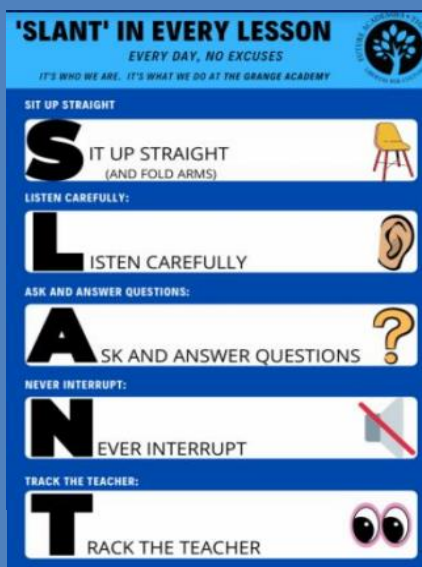 'SLANT' IN EVERY LESSON
EVERY DAY, NO EXCUSES
IT'S WHO WE ARE. IT'S WHAT WE DO AT THE GRANGE ACADEMY
SIT UP STRAIGHT
SIT UP STRAIGHT
(AND FOLD ARMS)
LISTEN CAREFULLY:
LISTEN CAREFULLY
ASK AND ANSWER QUESTIONS:
ASK AND ANSWER QUESTIONS
NEVER INTERRUPT:
NEVER INTERRUPT
TRACK THE TEACHER:
TRACK THE TEACHER